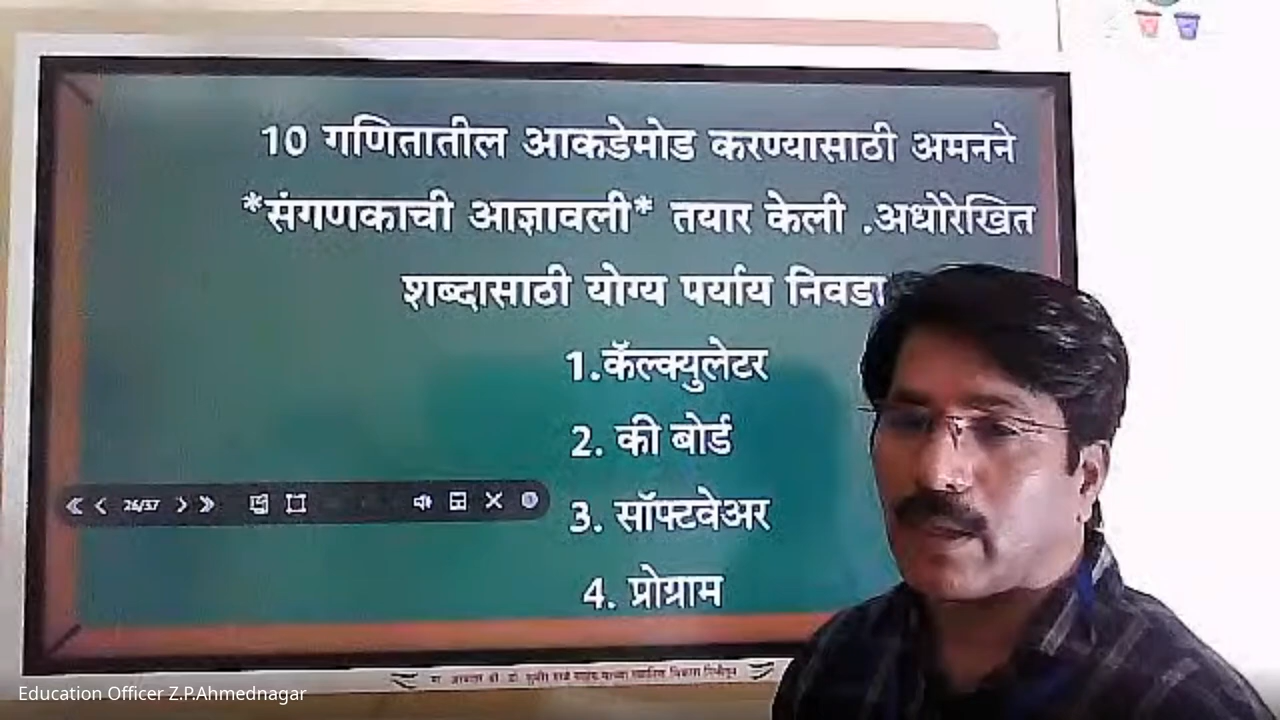 10 गणितातील आकडेमोड करण्यासाठी अमनने
*संगणकाची आज्ञावली* तयार केली .अधोरेखित
शब्दासाठी योग्य पर्याय निवडा
1.कॅल्क्युलेटर
2. की बोर्ड
26/37
3. सॉफ्टवेअर
4. प्रोग्राम
Education Officer Z.P.Ahmednagar